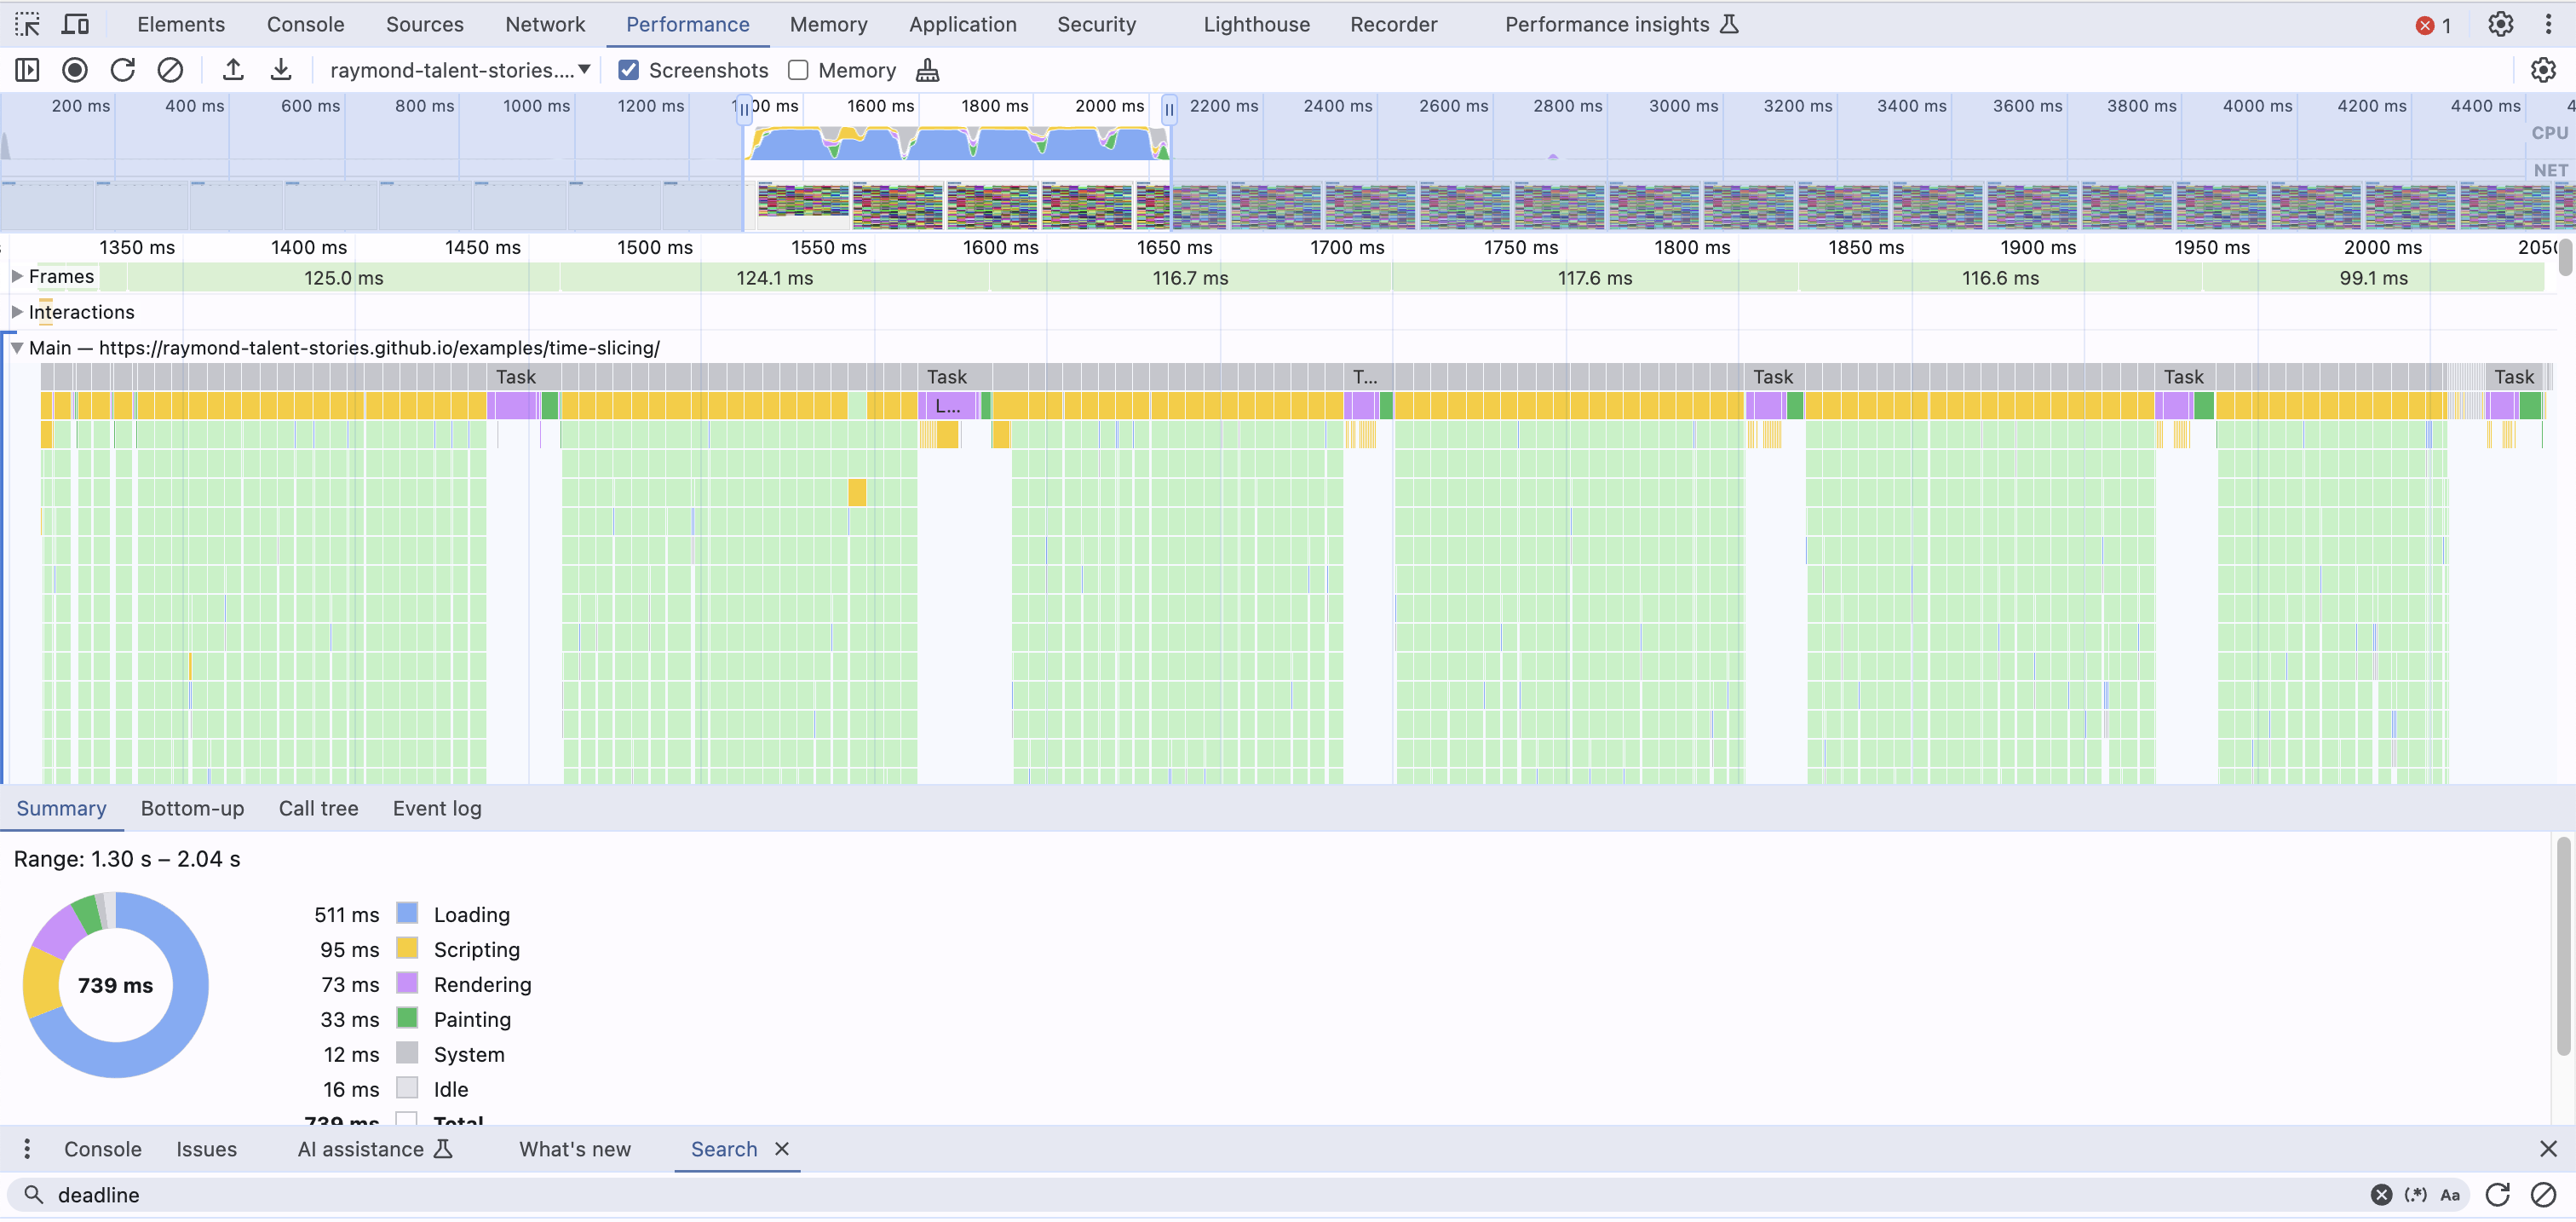 Elements Console Sources Network Performance Memory Application Security Lighthouse Recorder Performance insights 1
raymond-talent-stories.... Screenshots Memory
200 ms 400 ms 600 ms 800 ms 1000 ms 1200 ms 00 ms 1600 ms 1800 ms 2000 ms 2200 ms 2400 ms 2600 ms 2800 ms 3000 ms 3200 ms 3400 ms 3600 ms 3800 ms 4000 ms 4200 ms 4400 ms 4
CPU
NET
1350 ms 1400 ms 1450 ms 1500 ms 1550 ms 1600 ms 1650 ms 1700 ms 1750 ms 1800 ms 1850 ms 1900 ms 1950 ms 2000 ms 2050
Frames 125.0 ms 124.1 ms 116.7 ms 117.6 ms 116.6 ms 99.1 ms
Interactions
Main — https://raymond-talent-stories.github.io/examples/time-slicing/
Task Task T... Task Task Task
L...
Summary Bottom-up Call tree Event log
Range: 1.30 s – 2.04 s
739 ms
511 ms Loading
95 ms Scripting
73 ms Rendering
33 ms Painting
12 ms System
16 ms Idle
739 ms Total
Console Issues AI assistance What's new Search
deadline (.*) Aa